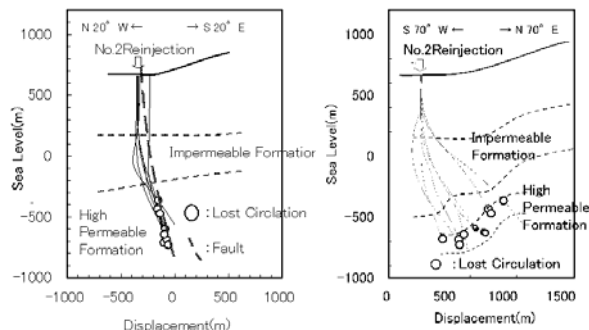 N 20° W ←
→ S 20° E
No.2Reinjection
1000
500
0
-500
-1000
Sea Level(m)
Impermeable Formation
High
Permeable
Formation
: Lost Circlation
: Fault
-1000
-500
0
500
1000
Displacement(m)
S 70° W ←
→ N 70° E
No.2Reinjection
1000
500
0
-500
-1000
Sea Level(m)
Impermeable
Formation
High
Permeable
Formation
: Lost Circulation
0
500
1000
1500
Displacement(m)